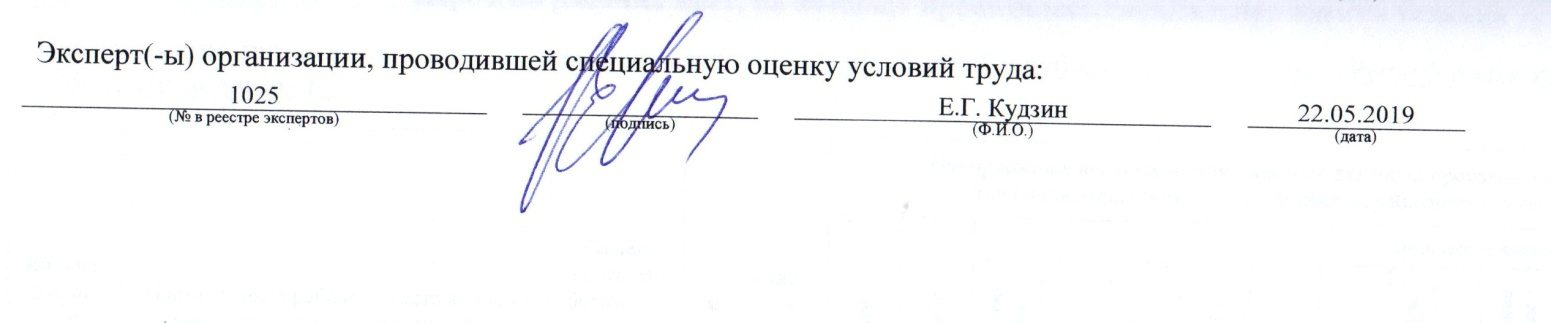 Эксперт(-ы) организации, проводившей специальную оценку условий труда:
1025 Е.Г. Кудзин 22.05.2019
(№ в реестре экспертов) (подпись) (Ф.И.О.) (дата)